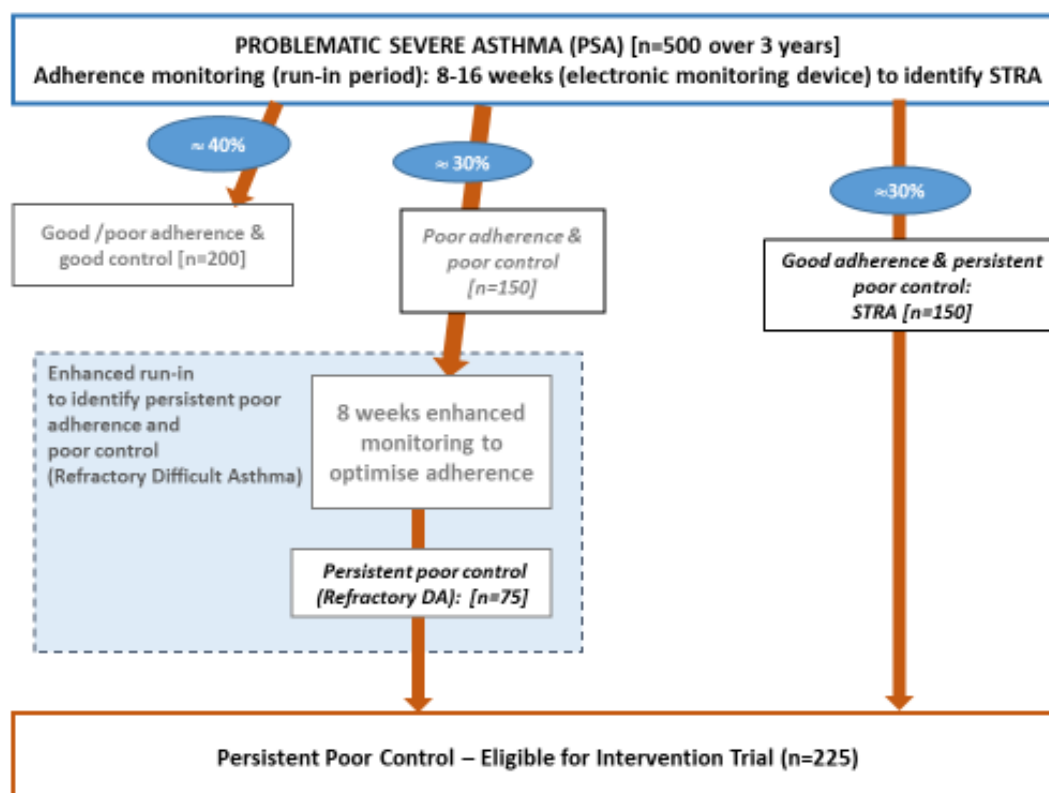 PROBLEMATIC SEVERE ASTHMA (PSA) [n=500 over 3 years]
Adherence monitoring (run-in period): 8-16 weeks (electronic monitoring device) to identify STRA
≈ 40%
≈ 30%
≈30%
Good /poor adherence &
good control [n=200]
Poor adherence &
poor control
[n=150]
Good adherence & persistent
poor control:
STRA [n=150]
Enhanced run-in
to identify persistent poor
adherence and
poor control
(Refractory Difficult Asthma)
8 weeks enhanced
monitoring to
optimise adherence
Persistent poor control
(Refractory DA): [n=75]
Persistent Poor Control – Eligible for Intervention Trial (n=225)